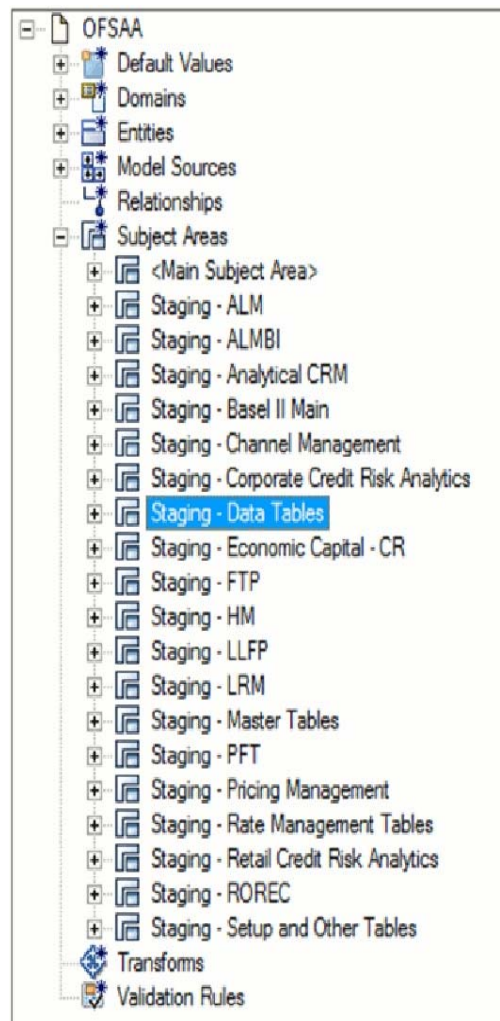 OFSAA
Default Values
Domains
Entities
Model Sources
Relationships
Subject Areas
<Main Subject Area>
Staging - ALM
Staging - ALMBI
Staging - Analytical CRM
Staging - Basel II Main
Staging - Channel Management
Staging - Corporate Credit Risk Analytics
Staging - Data Tables
Staging - Economic Capital - CR
Staging - FTP
Staging - HM
Staging - LLFP
Staging - LRM
Staging - Master Tables
Staging - PFT
Staging - Pricing Management
Staging - Rate Management Tables
Staging - Retail Credit Risk Analytics
Staging - ROREC
Staging - Setup and Other Tables
Transforms
Validation Rules